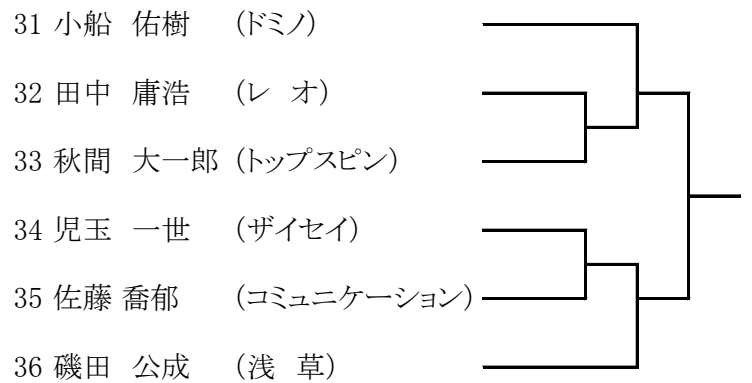 31 小船　佑樹　（ドミノ）
32 田中　庸浩　（レ　オ）
33 秋間　大一郎（トップスピン）
34 児玉　一世　（ザイセイ）
35 佐藤 喬郁　（コミュニケーション）
36 磯田　公成　（浅　草）